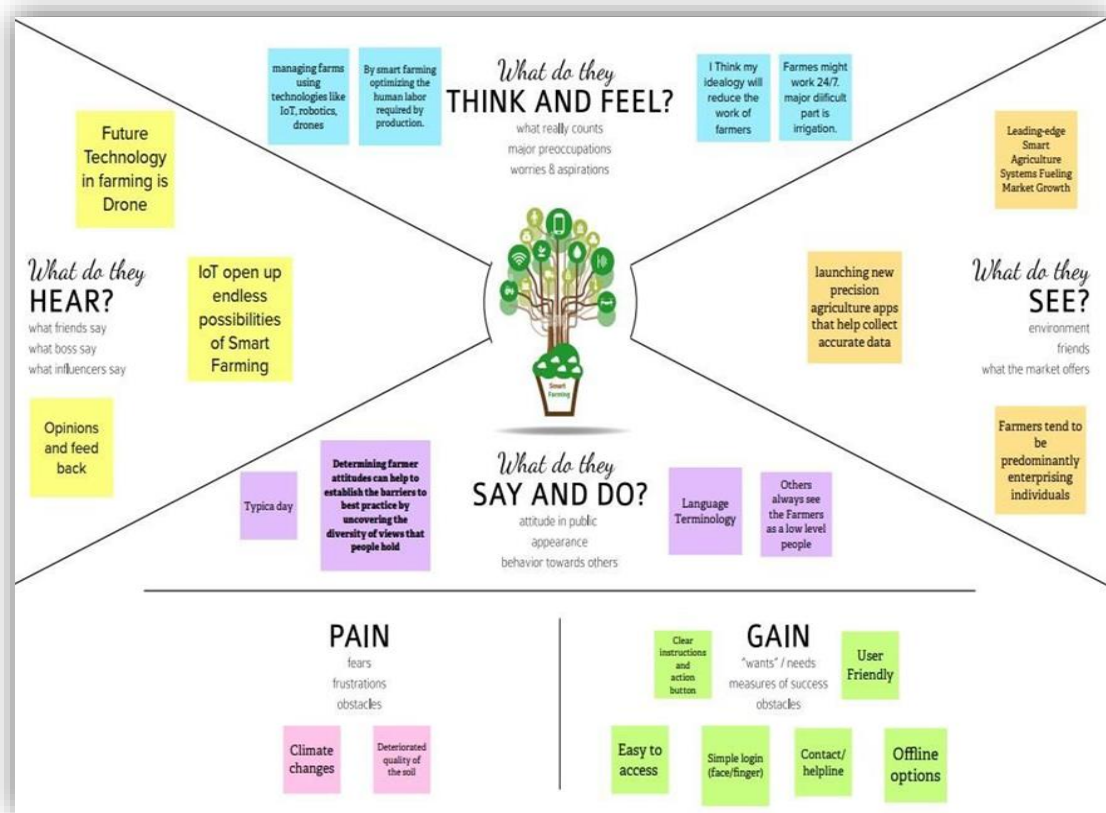 managing farms
using
technologies like
IoT, robotics,
drones
By smart farming
optimizing the
human labor
required by
production.
What do they
THINK AND FEEL?
what really counts
major preoccupations
worries & aspirations
I Think my
idealogy will
reduce the
work of
farmers
Farmes might
work 24/7.
major diificult
part is
irrigation.
Future
Technology
in farming is
Drone
What do they
HEAR?
what friends say
what boss say
what influencers say
IoT open up
endless
possibilities
of Smart
Farming
Opinions
and feed
back
Smart
Farming
Leading-edge
Smart
Agriculture
Systems Fueling
Market Growth
launching new
precision
agriculture apps
that help collect
accurate data
What do they
SEE?
environment
friends
what the market offers
Farmers tend to
be
predominantly
enterprising
individuals
Typica day
Determining farmer
attitudes can help to
establish the barriers to
best practice by
uncovering the
diversity of views that
people hold
What do they
SAY AND DO?
attitude in public
appearance
behavior towards others
Language
Terminology
Others
always see
the Farmers
as a low level
people
PAIN
fears
frustrations
obstacles
Climate
changes
Deteriorated
quality of
the soil
GAIN
"wants" / needs
measures of success
obstacles
Clear
instructions
and
action
button
User
Friendly
Easy to
access
Simple login
(face/finger)
Contact/
helpline
Offline
options